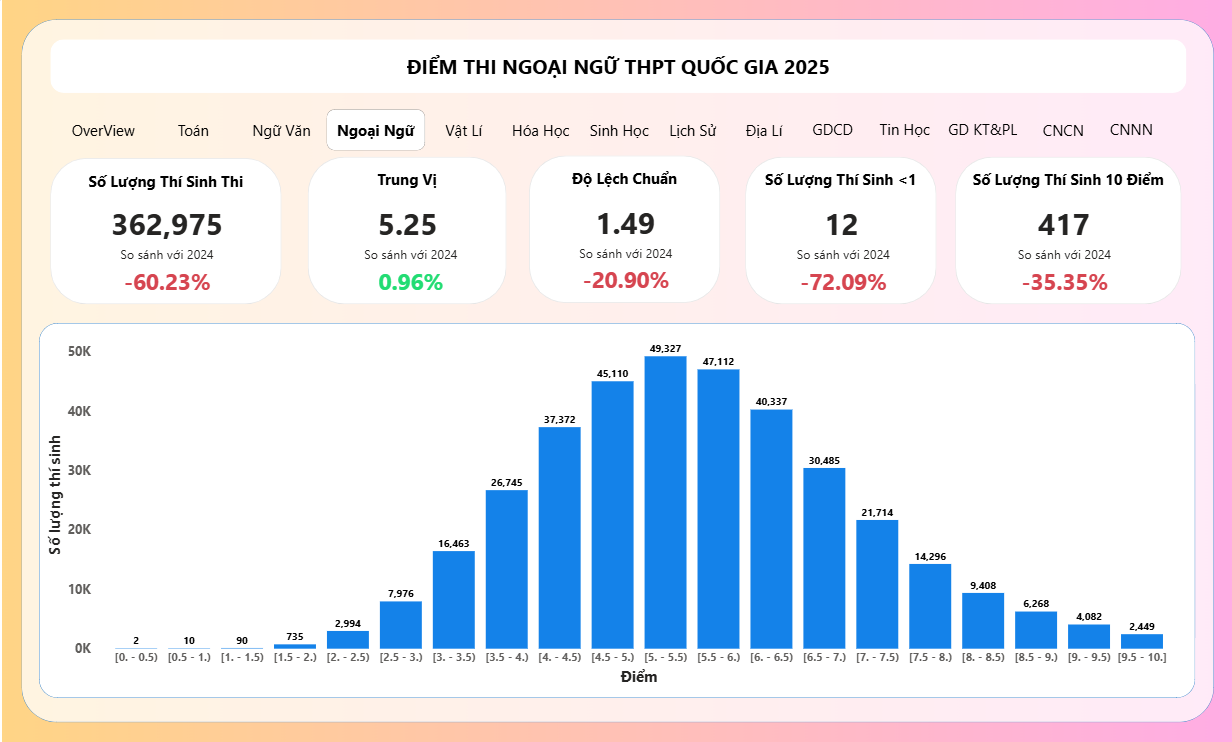 ĐIỂM THI NGOẠI NGỮ THPT QUỐC GIA 2025
OverView Toán Ngữ Văn Ngoại Ngữ Vật Lí Hóa Học Sinh Học Lịch Sử Địa Lí GDCD Tin Học GD KT&PL CNCN CNNN
Số Lượng Thí Sinh Thi
362,975
So sánh với 2024
-60.23%
Trung Vị
5.25
So sánh với 2024
0.96%
Độ Lệch Chuẩn
1.49
So sánh với 2024
-20.90%
Số Lượng Thí Sinh <1
12
So sánh với 2024
-72.09%
Số Lượng Thí Sinh 10 Điểm
417
So sánh với 2024
-35.35%
Số lượng thí sinh
50K
40K
30K
20K
10K
0K
2 10 90 735 2,994 7,976 16,463 26,745 37,372 45,110 49,327 47,112 40,337 30,485 21,714 14,296 9,408 6,268 4,082 2,449
[0. - 0.5) [0.5 - 1.) [1. - 1.5) [1.5 - 2.) [2. - 2.5) [2.5 - 3.) [3. - 3.5) [3.5 - 4.) [4. - 4.5) [4.5 - 5.) [5. - 5.5) [5.5 - 6.) [6. - 6.5) [6.5 - 7.) [7. - 7.5) [7.5 - 8.) [8. - 8.5) [8.5 - 9.) [9. - 9.5) [9.5 - 10.]
Điểm